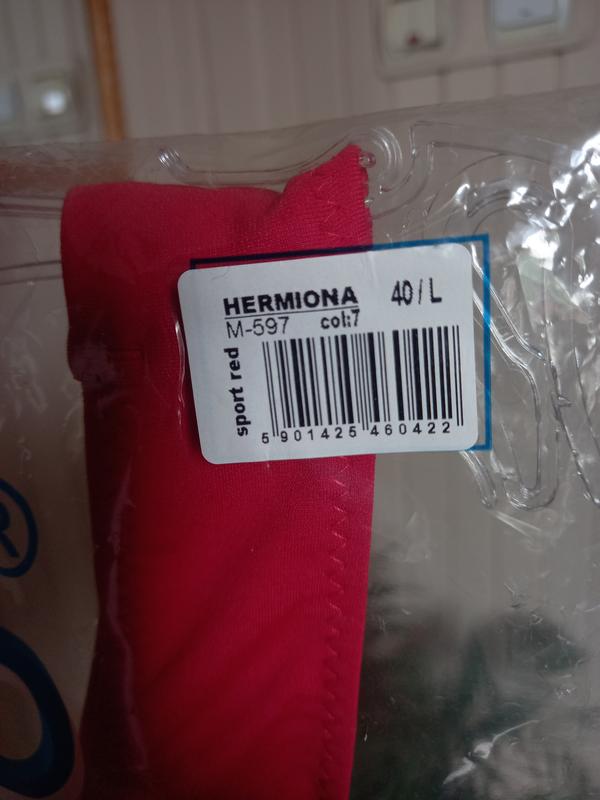 HERMIONA 40/L
M-597 col:7
sport red
5 901425 460422
®